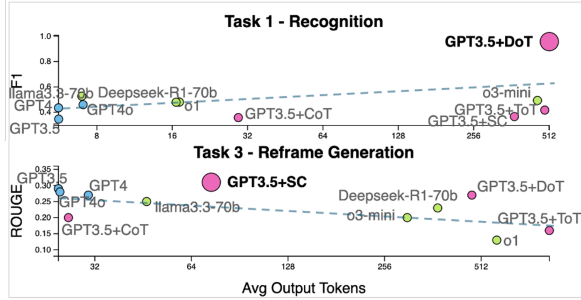 Task 1 - Recognition
1.0
GPT3.5+DoT
0.8
F1
0.6
llama3.3-70b Deepseek-R1-70b
o3-mini
GPT4
GPT4o
o1
GPT3.5+CoT
GPT3.5+ToT
0.4
GPT3.5+SC
GPT3.5
8 16 32 64 128 256 512
Task 3 - Reframe Generation
0.35
GPT3.5
GPT4
GPT3.5+SC
GPT3.5+DoT
0.30
0.25
GPT4o
llama3.3-70b
Deepseek-R1-70b
ROUGE
0.20
o3-mini
GPT3.5+ToT
GPT3.5+CoT
0.15
o1
0.10
32 64 128 256 512
Avg Output Tokens